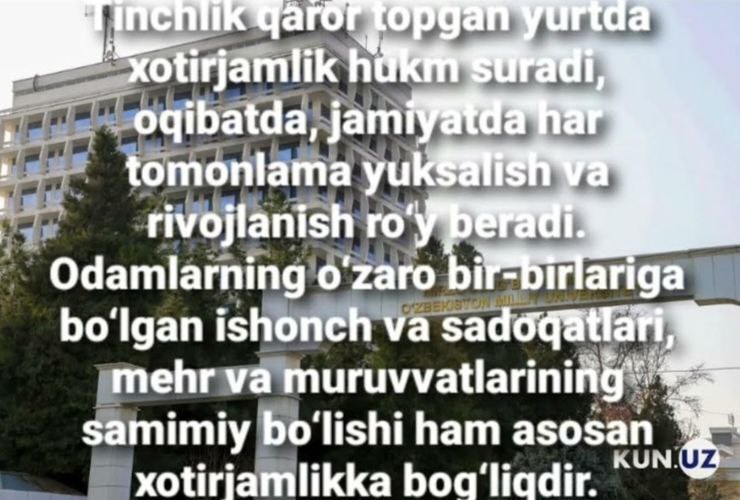 Tinchlik qaror topgan yurtda
xotirjamlik hukm suradi,
oqibatda, jamiyatda har
tomonlama yuksalish va
rivojlanish ro‘y beradi.
Odamlarning o‘zaro bir-birlariga
O‘ZBEKISTON MILLIY UNIVERSITETI
bo‘lgan ishonch va sadoqatlari,
mehr va muruvvatlarining
samimiy bo‘lishi ham asosan
KUN.UZ
xotirjamlikka bog‘liqdir.